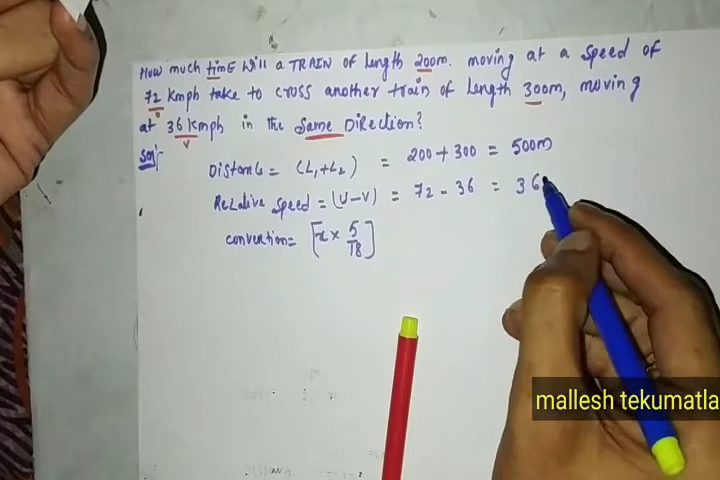 How much time will a TRAIN of length 200m. moving at a speed of
72 Kmph take to cross another train of length 300m, moving
at 36 Kmph in the Same Direction?
Sol:
Distance = (L₁+L₂) = 200+300 = 500m
Relative speed = (U-V) = 72-36 = 36
convertion= [x × 5/18]
mallesh tekumatla